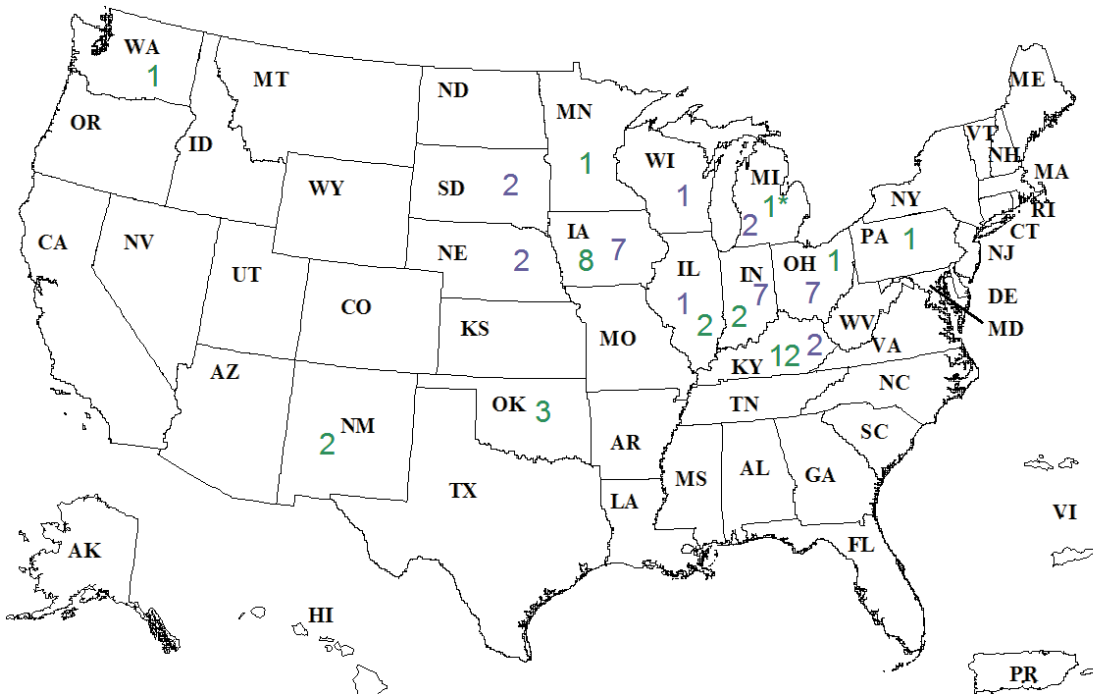 WA
1
MT
ND
MN
1
ME
OR
ID
VT
NH
WI
1
MI
1*
2
MA
WY
SD
2
NY
RI
CT
CA
NV
IA
8
7
PA
1
NE
2
NJ
UT
IL
1
2
IN
7
2
OH
1
7
CO
DE
MD
WV
KS
MO
KY
12
2
VA
AZ
NC
OK
3
TN
NM
2
SC
AR
TX
MS
AL
GA
LA
VI
AK
FL
HI
PR